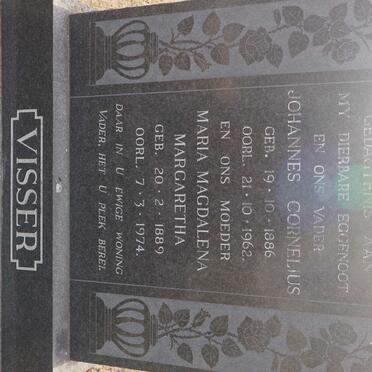 MY DIERBARE EGGENOOT
EN ONS VADER
JOHANNES CORNELIUS
GEB. 19·10·1886
OORL. 21·10·1962.
EN ONS MOEDER
MARIA MAGDALENA
MARGARETHA
GEB. 20·2·1889
OORL. 7·3·1974.
DAAR IN U EWIGE WONING
VADER, HET U PLEK BEREI.
VISSER